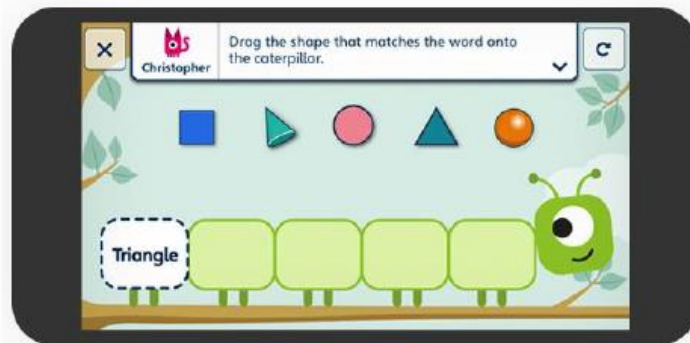 Drag the shape that matches the word onto
the caterpillar.
Christopher
Triangle